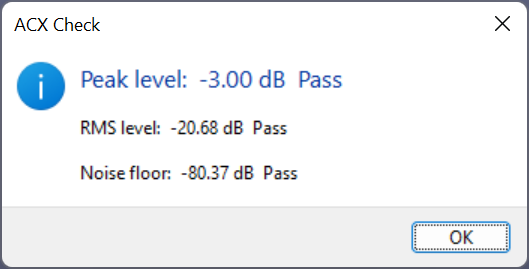 ACX Check
Peak level:  -3.00 dB  Pass
RMS level:  -20.68 dB  Pass
Noise floor:  -80.37 dB  Pass
OK